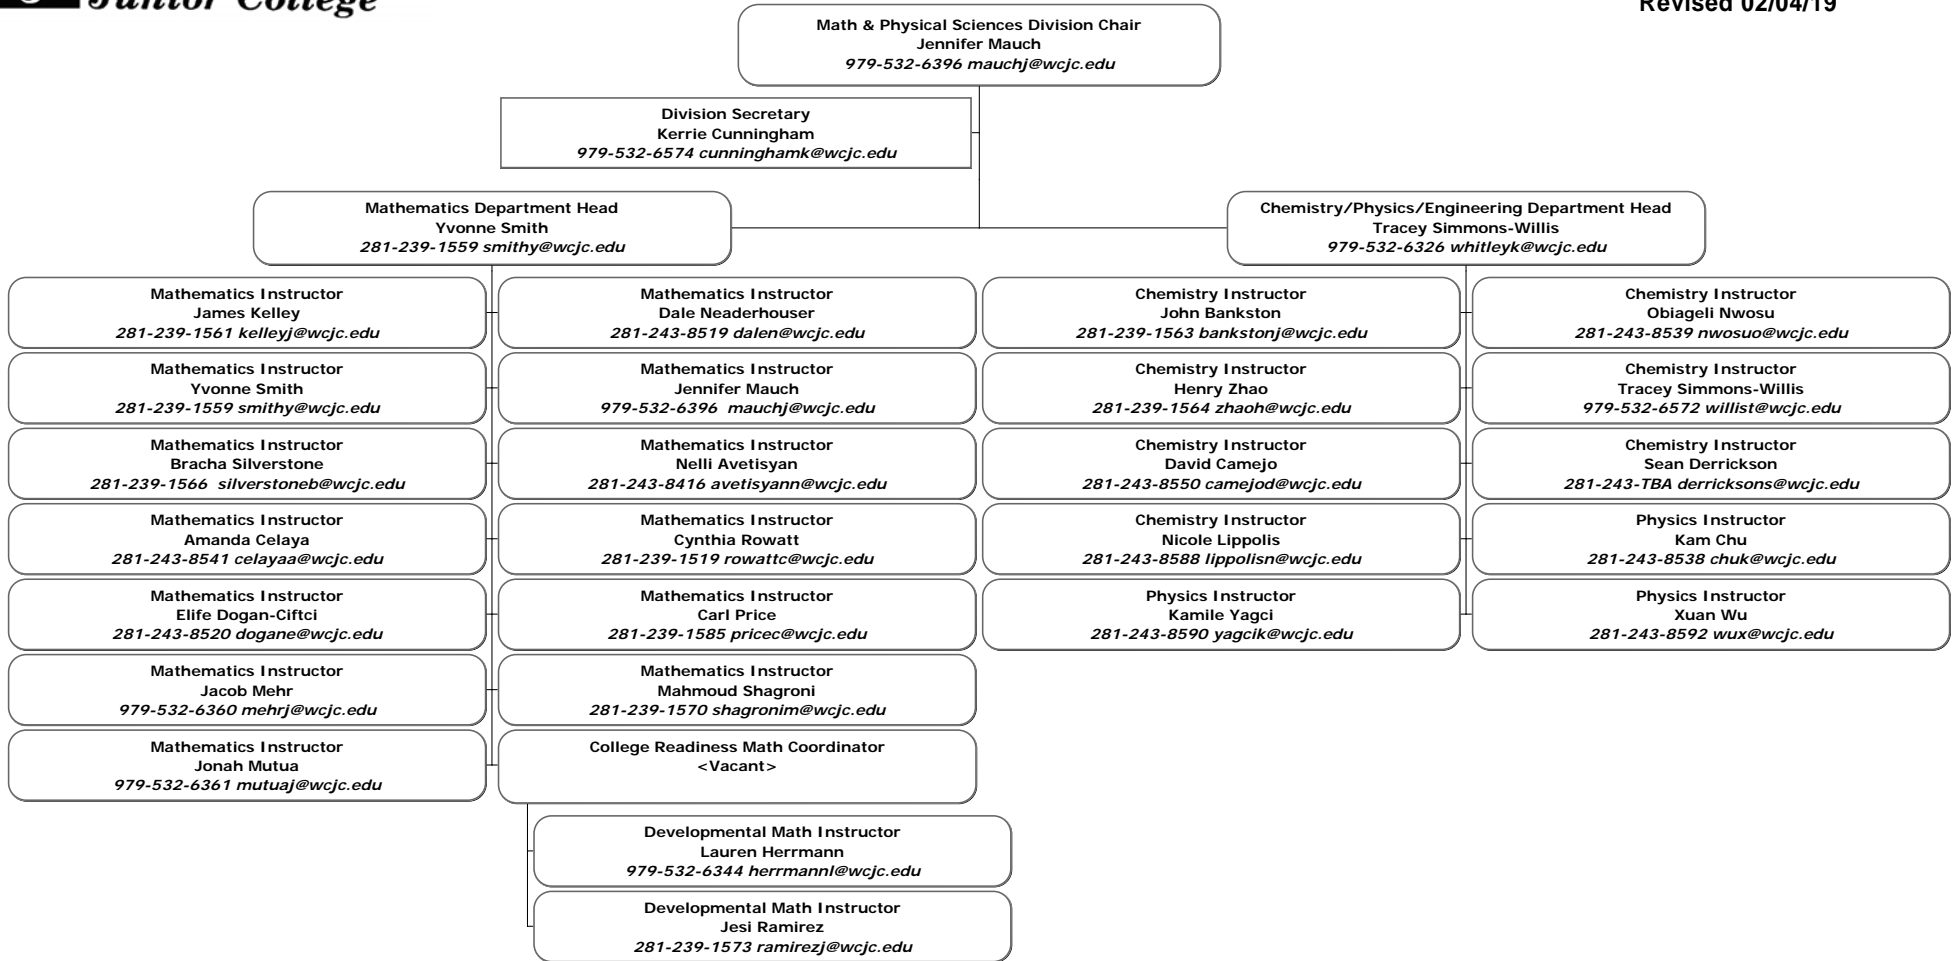 Junior College
Revised 02/04/19
Math & Physical Sciences Division Chair
Jennifer Mauch
979-532-6396 mauchj@wcjc.edu
Division Secretary
Kerrie Cunningham
979-532-6574 cunninghamk@wcjc.edu
Mathematics Department Head
Yvonne Smith
281-239-1559 smithy@wcjc.edu
Chemistry/Physics/Engineering Department Head
Tracey Simmons-Willis
979-532-6326 whitleyk@wcjc.edu
Mathematics Instructor
James Kelley
281-239-1561 kelleyj@wcjc.edu
Mathematics Instructor
Dale Neaderhouser
281-243-8519 dalen@wcjc.edu
Chemistry Instructor
John Bankston
281-239-1563 bankstonj@wcjc.edu
Chemistry Instructor
Obiageli Nwosu
281-243-8539 nwosuo@wcjc.edu
Mathematics Instructor
Yvonne Smith
281-239-1559 smithy@wcjc.edu
Mathematics Instructor
Jennifer Mauch
979-532-6396 mauchj@wcjc.edu
Chemistry Instructor
Henry Zhao
281-239-1564 zhaoh@wcjc.edu
Chemistry Instructor
Tracey Simmons-Willis
979-532-6572 willist@wcjc.edu
Mathematics Instructor
Bracha Silverstone
281-239-1566 silverstoneb@wcjc.edu
Mathematics Instructor
Nelli Avetisyan
281-243-8416 avetisyann@wcjc.edu
Chemistry Instructor
David Camejo
281-243-8550 camejod@wcjc.edu
Chemistry Instructor
Sean Derrickson
281-243-TBA derricksons@wcjc.edu
Mathematics Instructor
Amanda Celaya
281-243-8541 celayaa@wcjc.edu
Mathematics Instructor
Cynthia Rowatt
281-239-1519 rowattc@wcjc.edu
Chemistry Instructor
Nicole Lippolis
281-243-8588 lippolisn@wcjc.edu
Physics Instructor
Kam Chu
281-243-8538 chuk@wcjc.edu
Mathematics Instructor
Elife Dogan-Ciftci
281-243-8520 dogane@wcjc.edu
Mathematics Instructor
Carl Price
281-239-1585 pricec@wcjc.edu
Physics Instructor
Kamile Yagci
281-243-8590 yagcik@wcjc.edu
Physics Instructor
Xuan Wu
281-243-8592 wux@wcjc.edu
Mathematics Instructor
Jacob Mehr
979-532-6360 mehrj@wcjc.edu
Mathematics Instructor
Mahmoud Shagroni
281-239-1570 shagronim@wcjc.edu
Mathematics Instructor
Jonah Mutua
979-532-6361 mutuaj@wcjc.edu
College Readiness Math Coordinator
<Vacant>
Developmental Math Instructor
Lauren Herrmann
979-532-6344 herrmannl@wcjc.edu
Developmental Math Instructor
Jesi Ramirez
281-239-1573 ramirezj@wcjc.edu